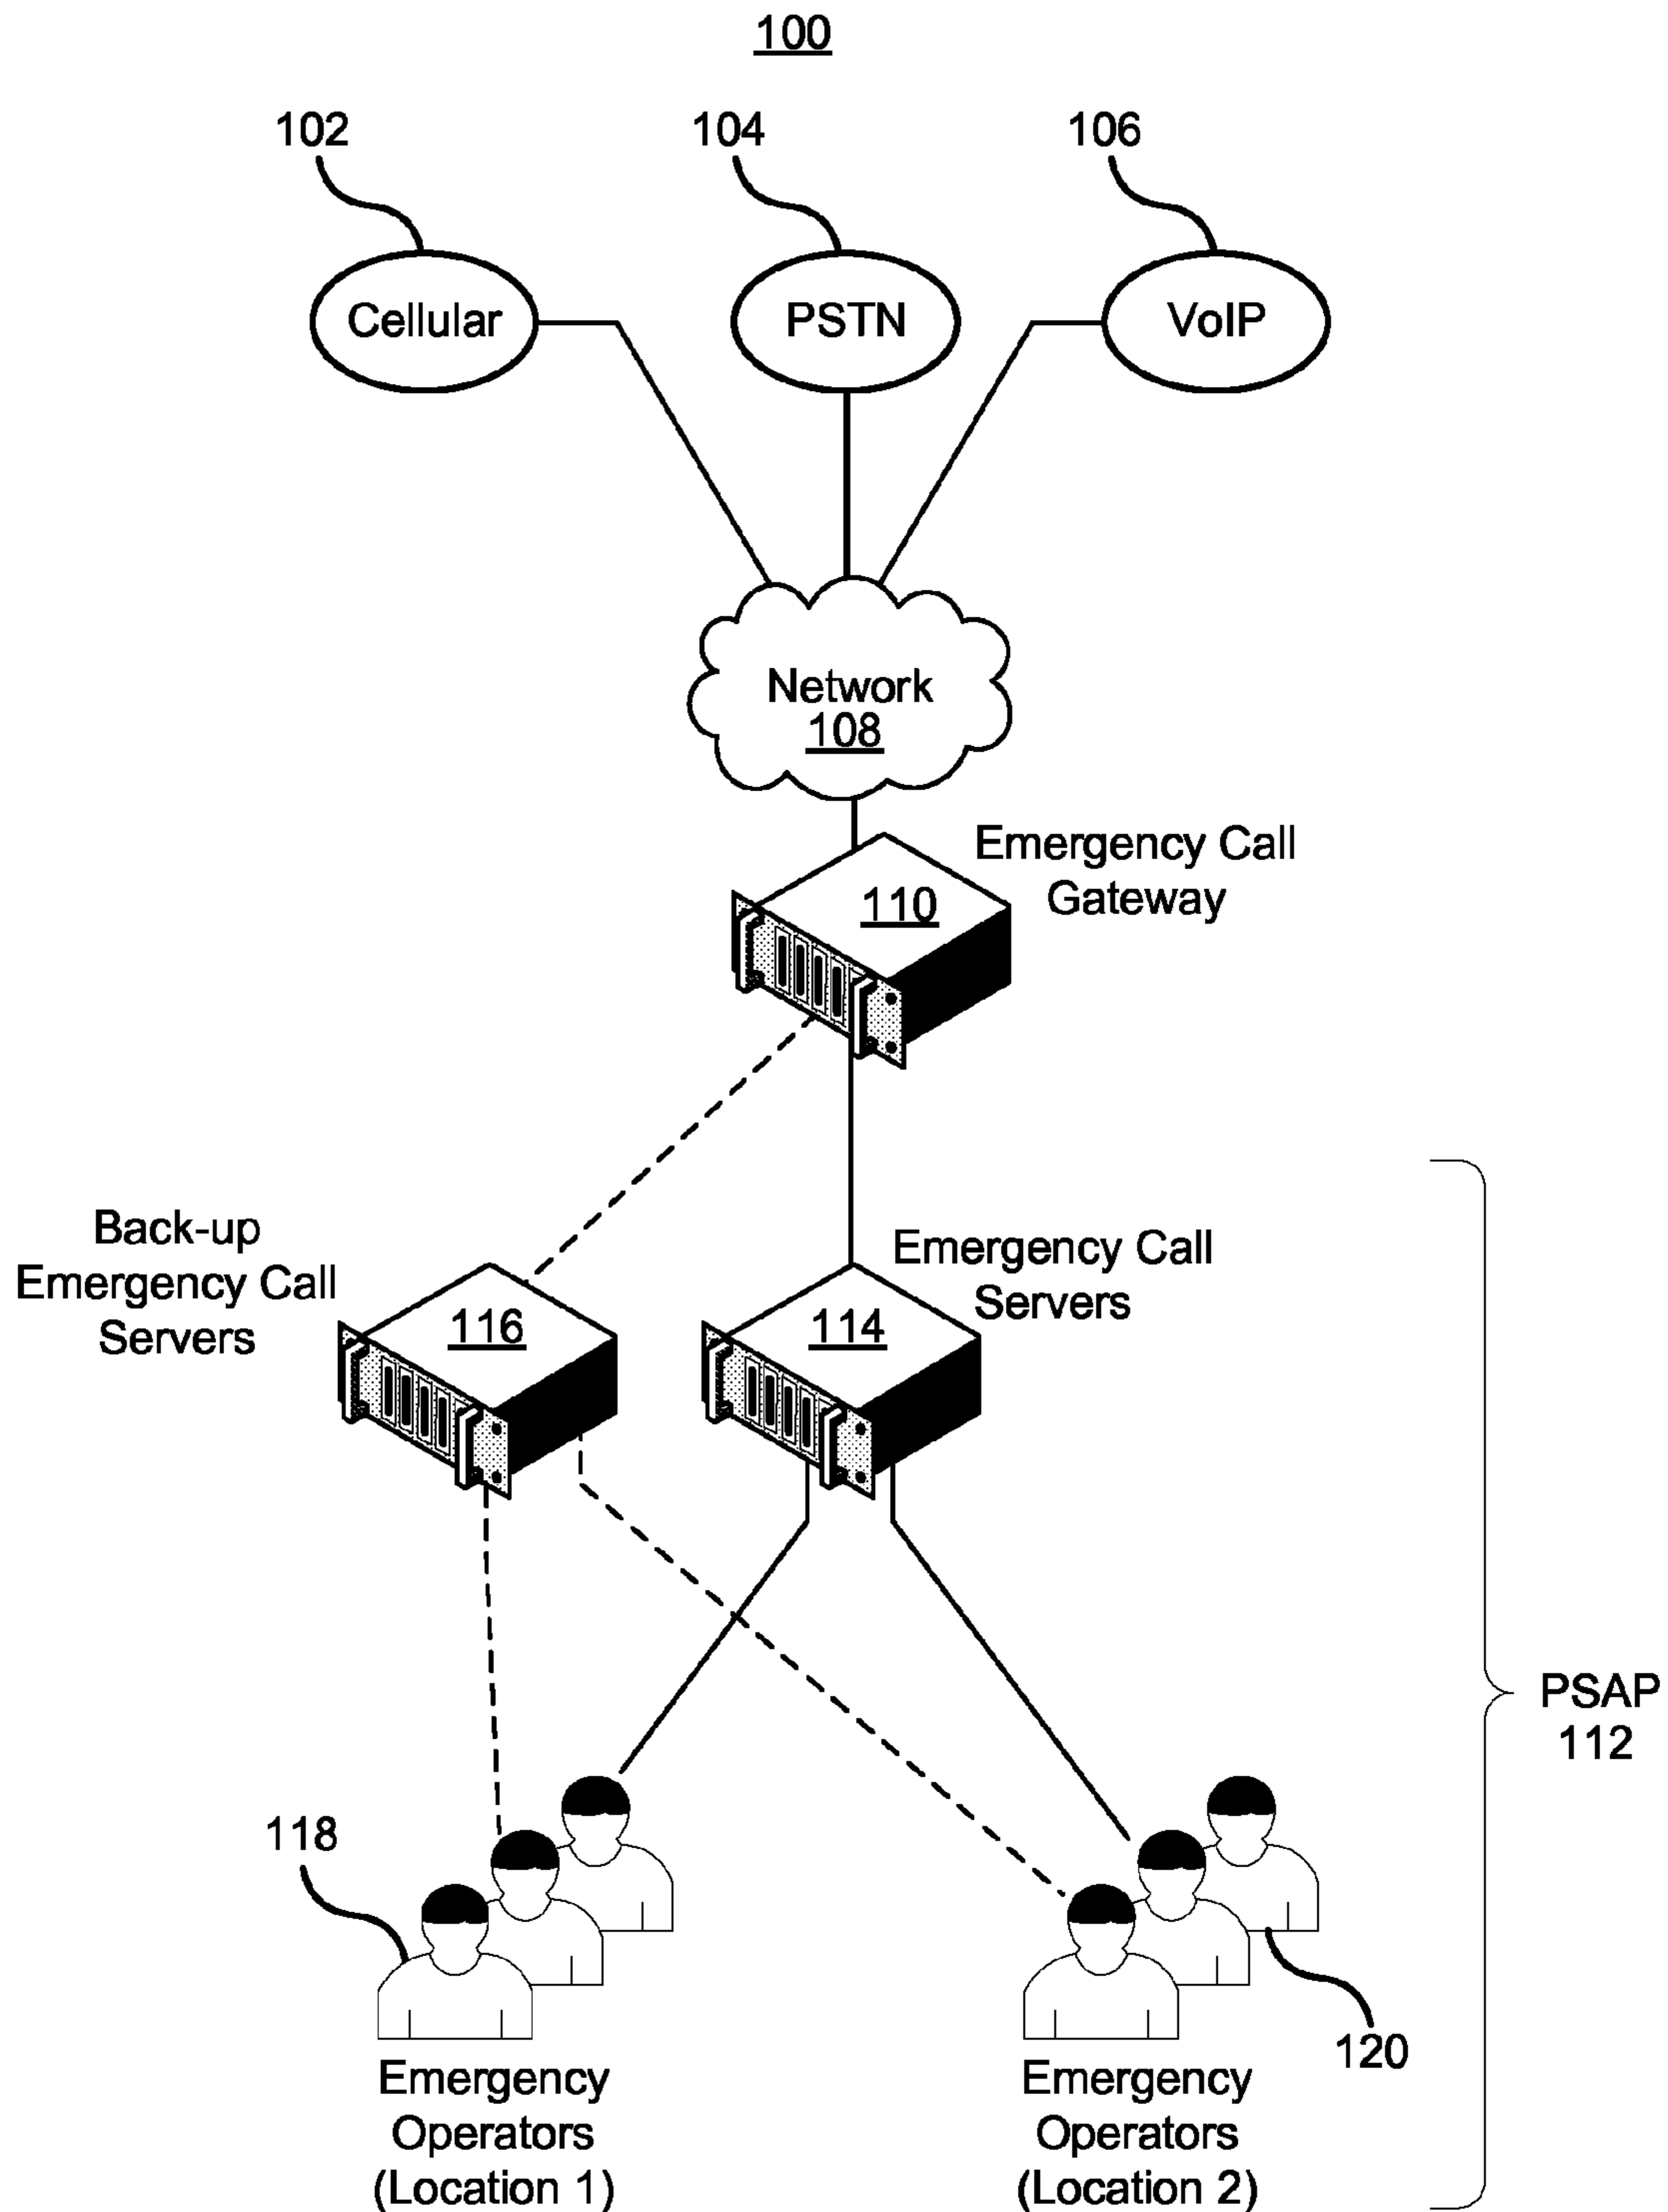 100
102
104
106
Cellular
PSTN
VoIP
Network
108
Emergency Call
Gateway
110
Back-up
Emergency Call
Servers
116
Emergency Call
Servers
114
PSAP
112
118
120
Emergency
Operators
(Location 1)
Emergency
Operators
(Location 2)